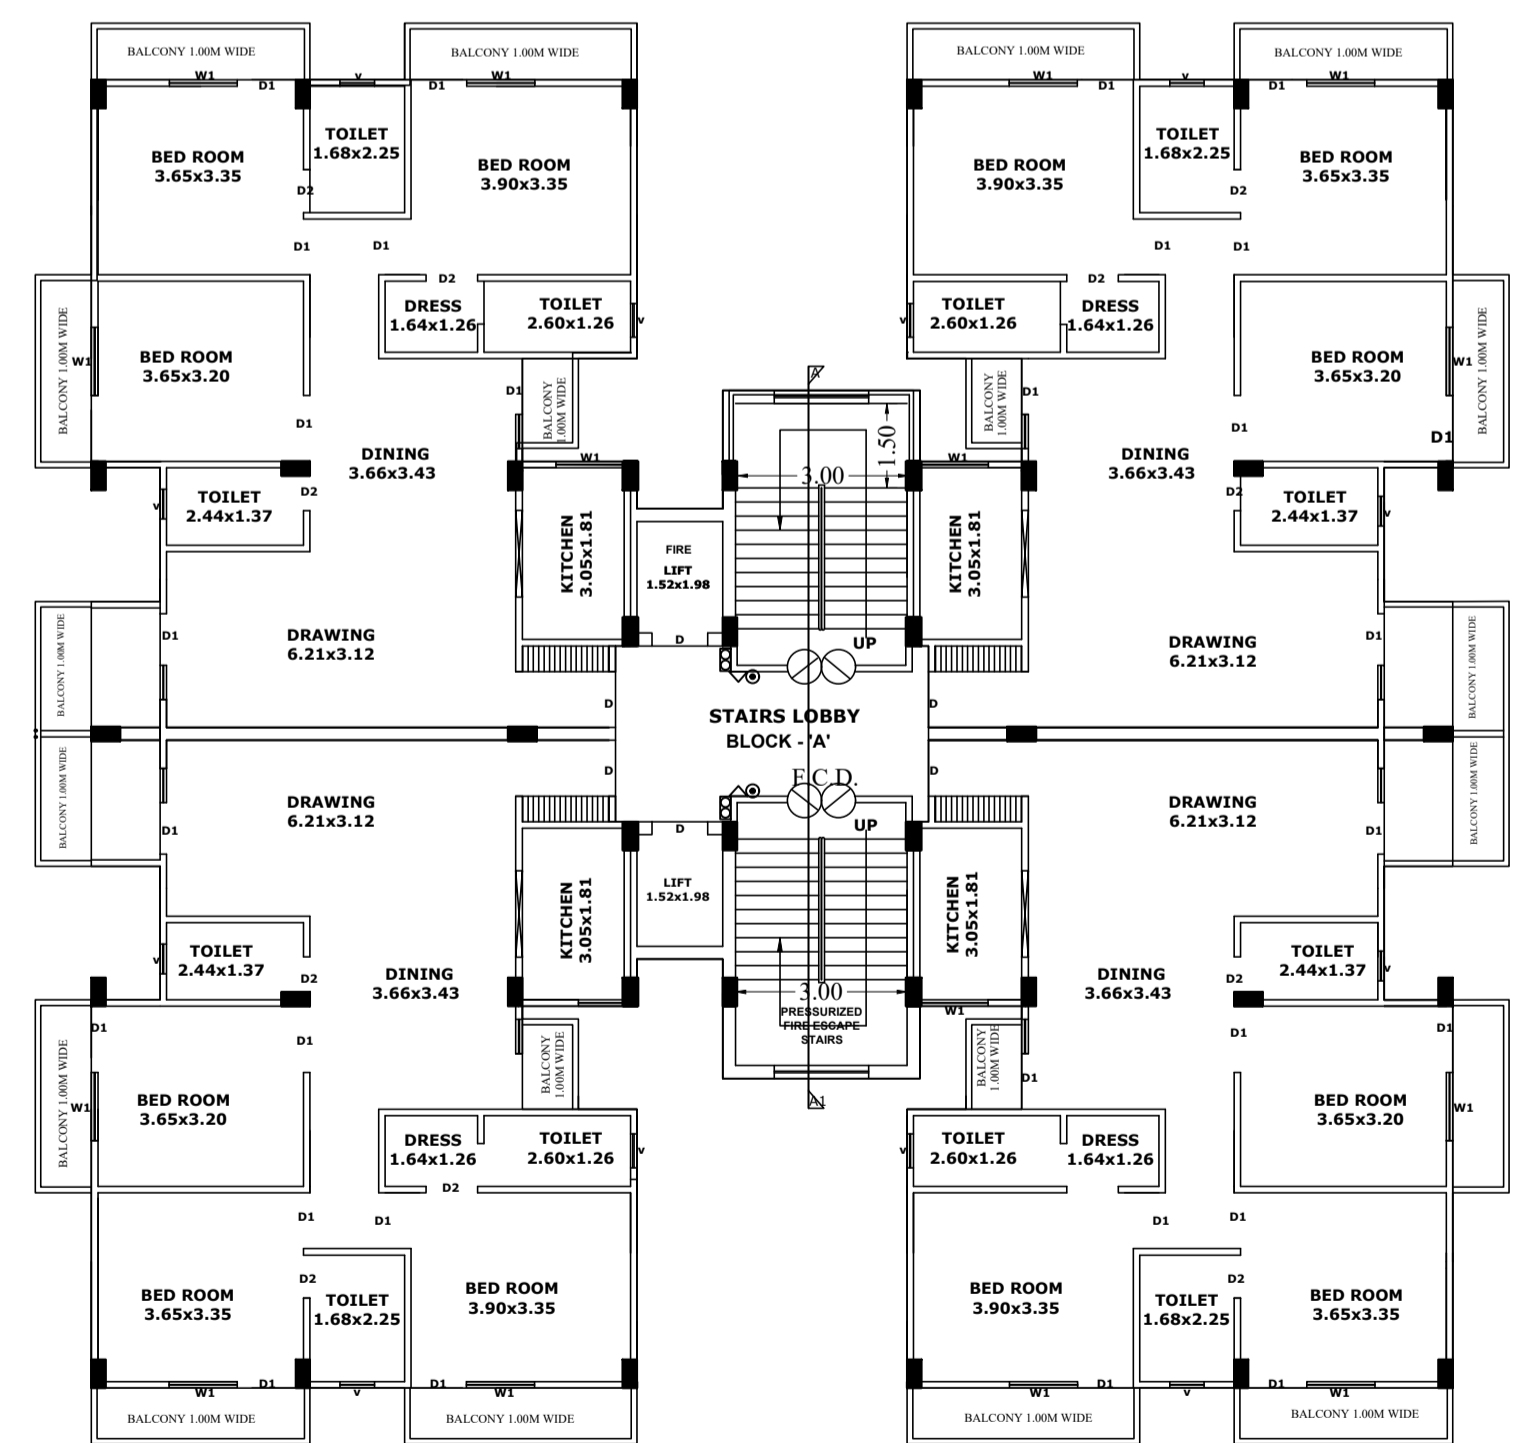 BALCONY 1.00M WIDE
BALCONY 1.00M WIDE
BALCONY 1.00M WIDE
BALCONY 1.00M WIDE
W1
D1
v
D1
W1
W1
D1
v
D1
W1
BED ROOM
3.65x3.35
TOILET
1.68x2.25
BED ROOM
3.90x3.35
BED ROOM
3.90x3.35
TOILET
1.68x2.25
BED ROOM
3.65x3.35
D2
D2
D1
D1
D1
D1
D2
D2
DRESS
1.64x1.26
TOILET
2.60x1.26
v
v
TOILET
2.60x1.26
DRESS
1.64x1.26
BALCONY 1.00M WIDE
W1
BED ROOM
3.65x3.20
D1
BALCONY
1.00M WIDE
A
BALCONY
1.00M WIDE
D1
BED ROOM
3.65x3.20
W1
BALCONY 1.00M WIDE
D1
D1
D1
DINING
3.66x3.43
W1
3.00
1.50
W1
DINING
3.66x3.43
TOILET
2.44x1.37
D2
v
D2
TOILET
2.44x1.37
v
KITCHEN
3.05x1.81
FIRE
LIFT
1.52x1.98
KITCHEN
3.05x1.81
BALCONY 1.00M WIDE
D1
DRAWING
6.21x3.12
D
UP
DRAWING
6.21x3.12
D1
BALCONY 1.00M WIDE
D
D
STAIRS LOBBY
BLOCK - 'A'
D
D
F.C.D.
BALCONY 1.00M WIDE
D1
DRAWING
6.21x3.12
D
UP
DRAWING
6.21x3.12
D1
BALCONY 1.00M WIDE
KITCHEN
3.05x1.81
LIFT
1.52x1.98
KITCHEN
3.05x1.81
v
TOILET
2.44x1.37
D2
DINING
3.66x3.43
3.00
DINING
3.66x3.43
D2
TOILET
2.44x1.37
v
W1
PRESSURIZED
FIRE ESCAPE
STAIRS
D1
D1
D1
D1
BALCONY 1.00M WIDE
W1
BED ROOM
3.65x3.20
BALCONY
1.00M WIDE
A1
BALCONY
1.00M WIDE
D1
BED ROOM
3.65x3.20
W1
DRESS
1.64x1.26
TOILET
2.60x1.26
v
v
TOILET
2.60x1.26
DRESS
1.64x1.26
D2
D1
D1
D1
D1
D2
D2
BED ROOM
3.65x3.35
TOILET
1.68x2.25
BED ROOM
3.90x3.35
BED ROOM
3.90x3.35
TOILET
1.68x2.25
BED ROOM
3.65x3.35
W1
D1
v
D1
W1
W1
D1
v
D1
W1
BALCONY 1.00M WIDE
BALCONY 1.00M WIDE
BALCONY 1.00M WIDE
BALCONY 1.00M WIDE